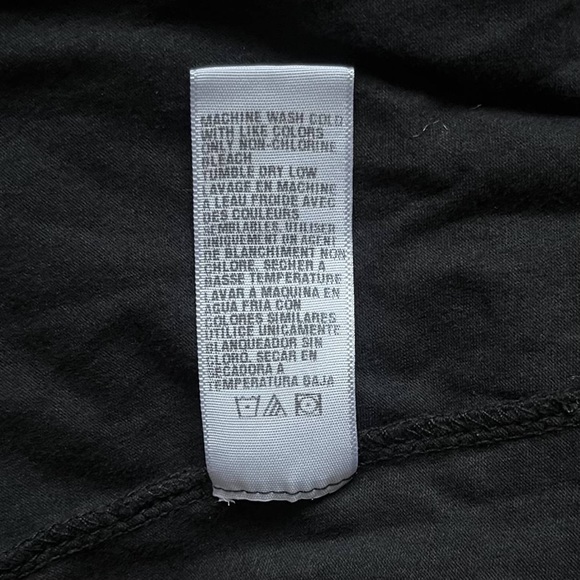 MACHINE WASH COLD
WITH LIKE COLORS
ONLY NON-CHLORINE
BLEACH
TUMBLE DRY LOW
LAVAGE EN MACHINE
À L'EAU FROIDE AVEC
DES COULEURS
SEMBLABLES. UTILISER
UNIQUEMENT UN AGENT
DE BLANCHIMENT NON
CHLORE. SECHER A
BASSE TEMPERATURE
LAVAR A MAQUINA EN
AGUA FRIA CON
COLORES SIMILARES
UTILICE UNICAMENTE
BLANQUEADOR SIN
CLORO. SECAR EN
SECADORA A
TEMPERATURA BAJA